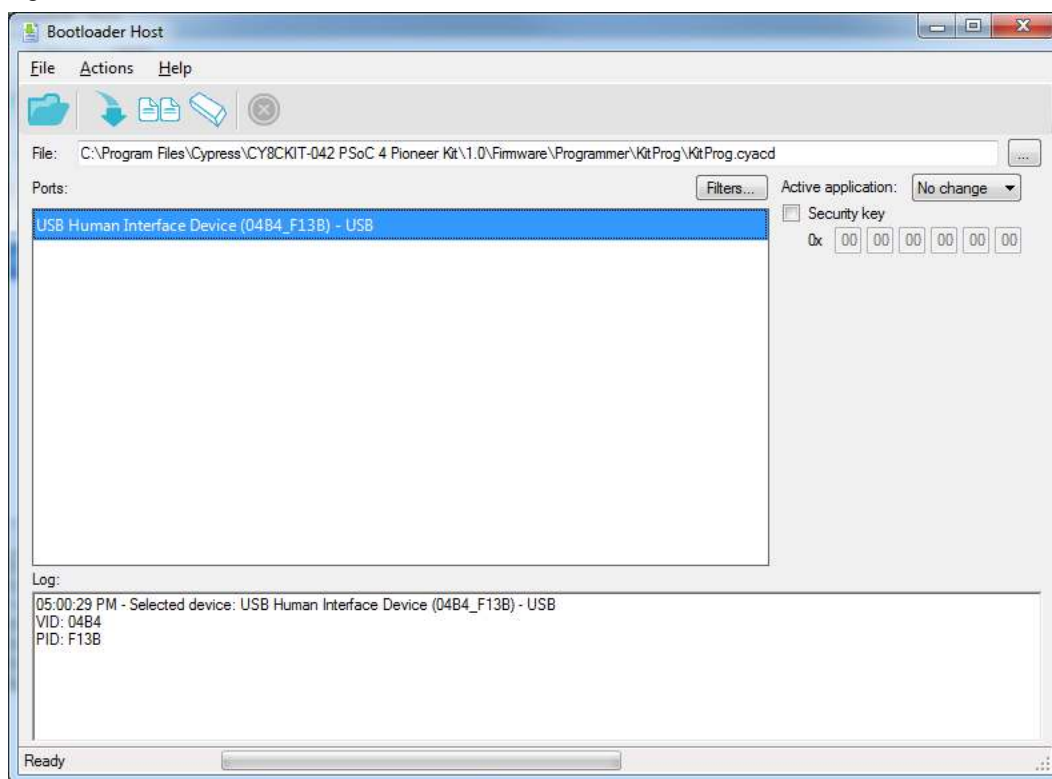 Bootloader Host
File Actions Help
File: C:\Program Files\Cypress\CY8CKIT-042 PSoC 4 Pioneer Kit\1.0\Firmware\Programmer\KitProg\KitProg.cyacd ...
Ports: Filters... Active application: No change
USB Human Interface Device (04B4_F13B) - USB
Security key
0x 00 00 00 00 00 00
Log:
05:00:29 PM - Selected device: USB Human Interface Device (04B4_F13B) - USB
VID: 04B4
PID: F13B
Ready